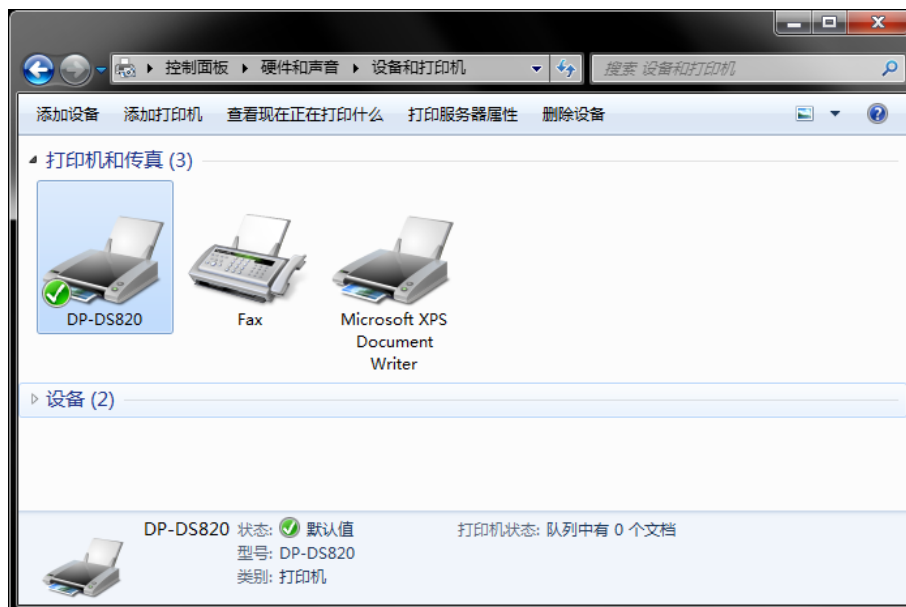 控制面板 硬件和声音 设备和打印机 搜索 设备和打印机
添加设备 添加打印机 查看现在正在打印什么 打印服务器属性 删除设备
打印机和传真 (3)
DP-DS820
Fax
Microsoft XPS
Document
Writer
设备 (2)
DP-DS820 状态: 默认值 打印机状态: 队列中有 0 个文档
型号: DP-DS820
类别: 打印机